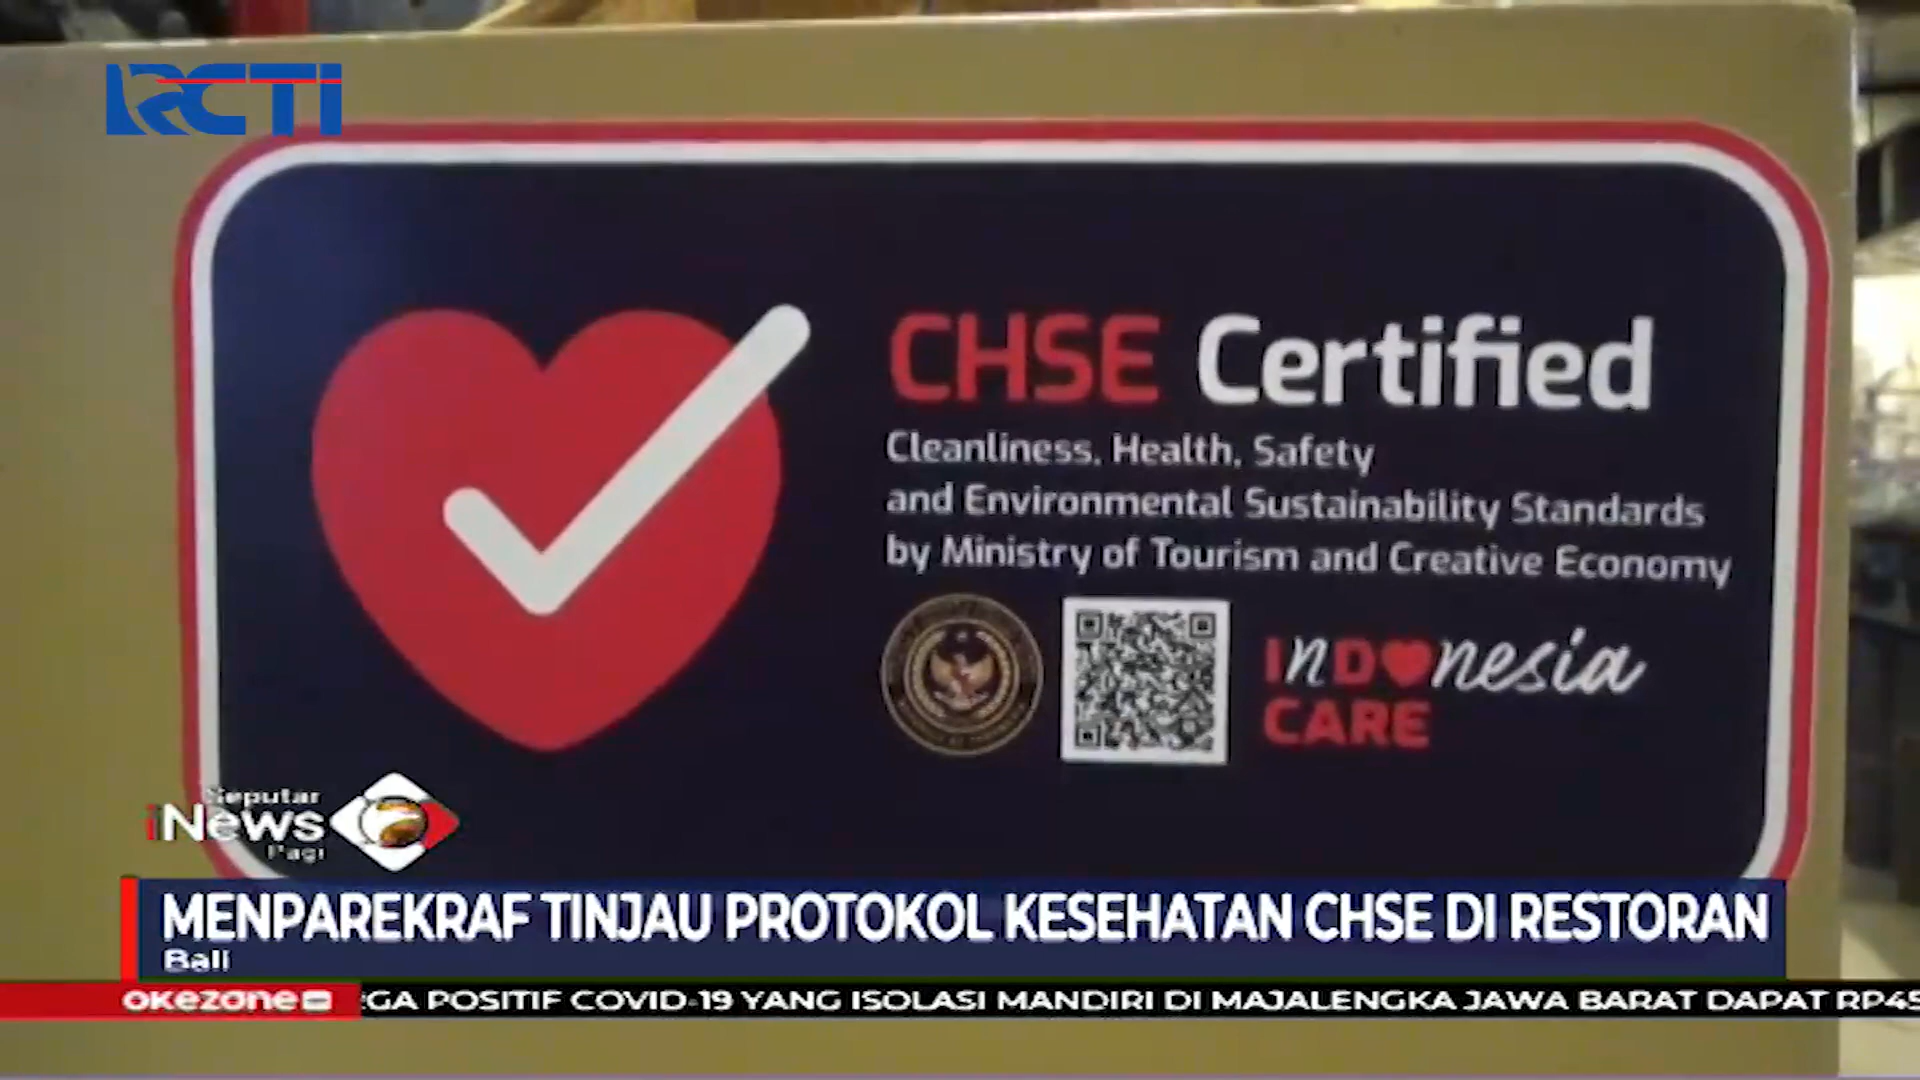 RCTI
CHSE Certified
Cleanliness, Health, Safety
and Environmental Sustainability Standards
by Ministry of Tourism and Creative Economy
INDONesia
CARE
Seputar
iNews
Pagi
MENPAREKRAF TINJAU PROTOKOL KESEHATAN CHSE DI RESTORAN
Bali
okezone RGA POSITIF COVID-19 YANG ISOLASI MANDIRI DI MAJALENGKA JAWA BARAT DAPAT RP45